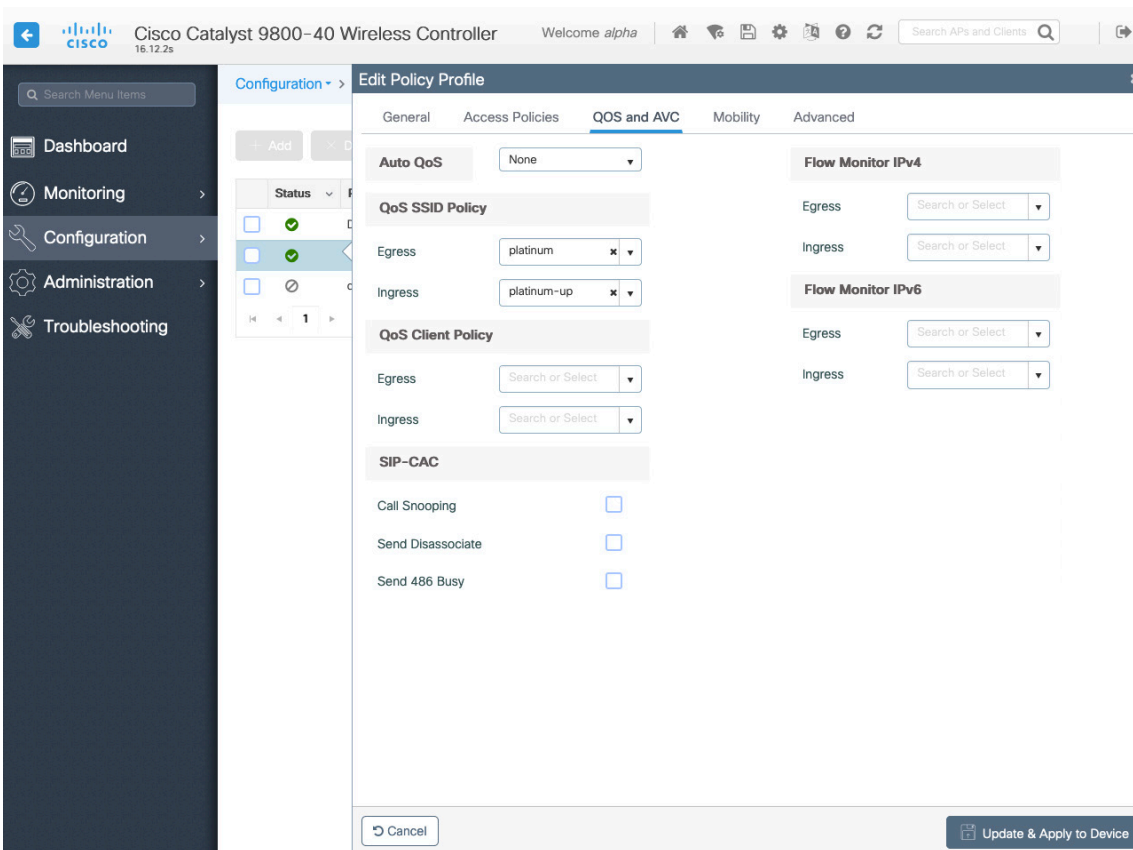 CISCO
Cisco Catalyst 9800-40 Wireless Controller
16.12.2s
Welcome alpha
Search APs and Clients
Search Menu Items
Dashboard
Monitoring
Configuration
Administration
Troubleshooting
Configuration >
+ Add
× D
Status
1
Edit Policy Profile
General Access Policies QOS and AVC Mobility Advanced
Auto QoS None
QoS SSID Policy
Egress platinum
Ingress platinum-up
QoS Client Policy
Egress Search or Select
Ingress Search or Select
SIP-CAC
Call Snooping
Send Disassociate
Send 486 Busy
Flow Monitor IPv4
Egress Search or Select
Ingress Search or Select
Flow Monitor IPv6
Egress Search or Select
Ingress Search or Select
Cancel
Update & Apply to Device